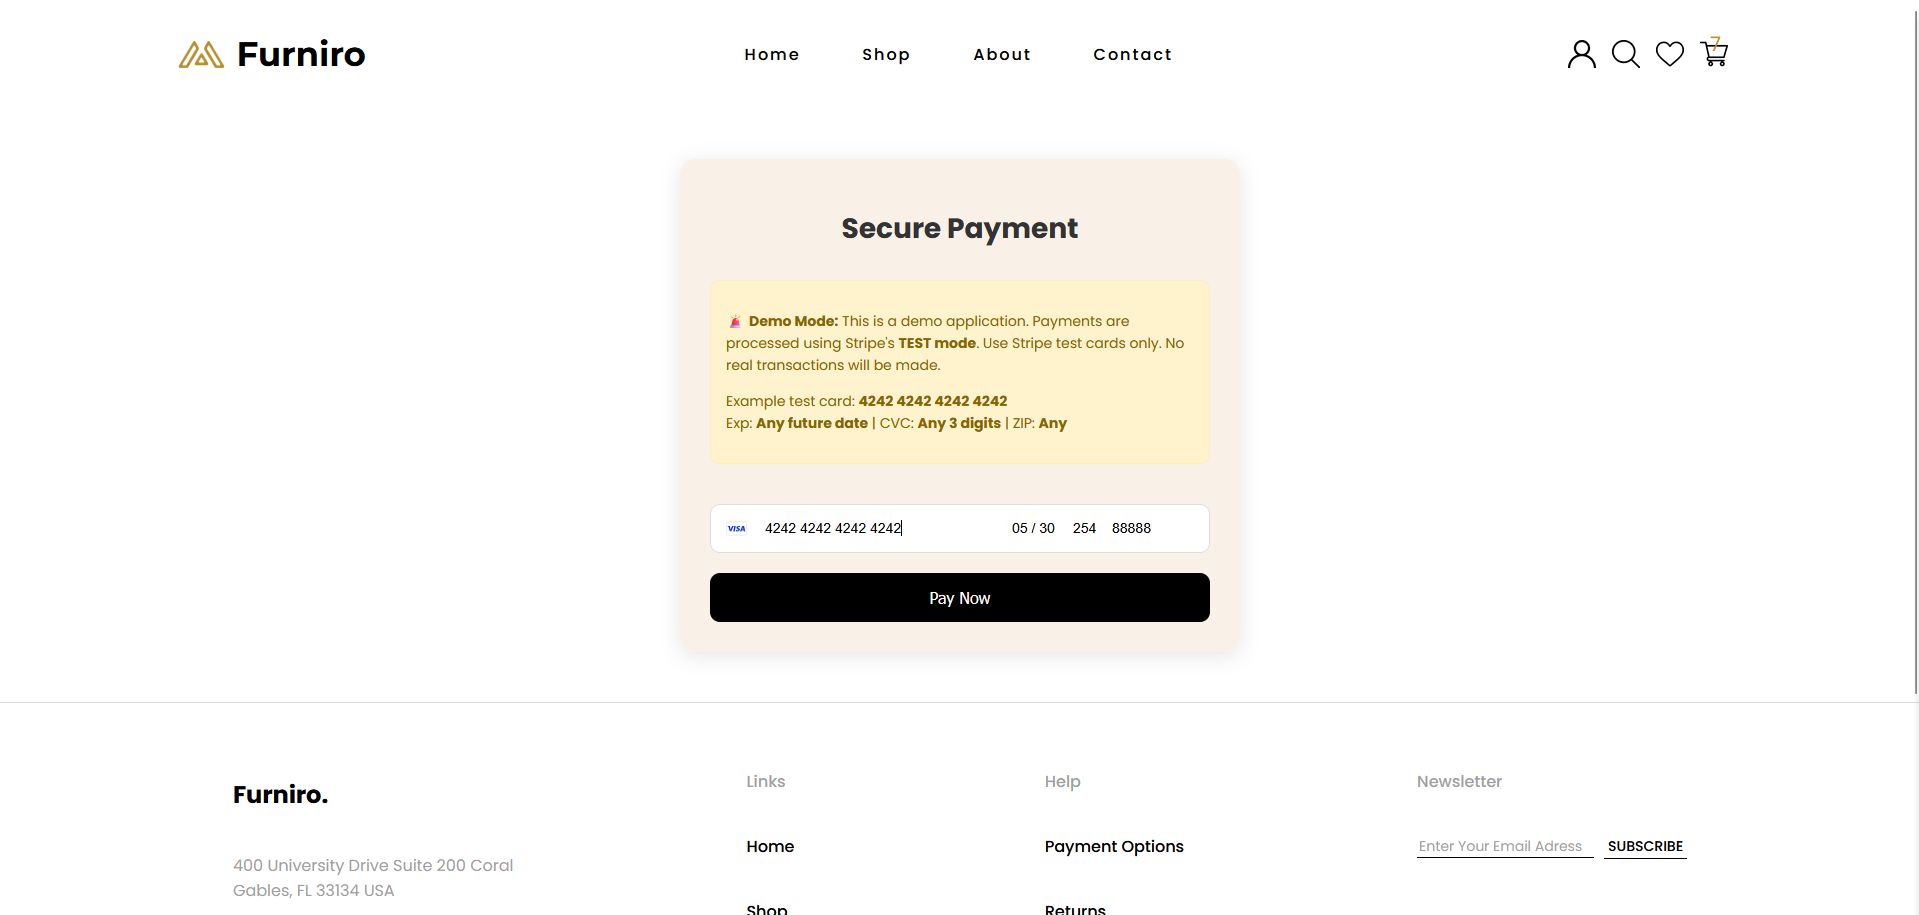 Furniro
Home Shop About Contact
7
Secure Payment
🚨 Demo Mode: This is a demo application. Payments are
processed using Stripe's TEST mode. Use Stripe test cards only. No
real transactions will be made.
Example test card: 4242 4242 4242 4242
Exp: Any future date | CVC: Any 3 digits | ZIP: Any
VISA 4242 4242 4242 4242 05 / 30 254 88888
Pay Now
Furniro.
400 University Drive Suite 200 Coral
Gables, FL 33134 USA
Links
Home
Shop
Help
Payment Options
Returns
Newsletter
Enter Your Email Adress SUBSCRIBE